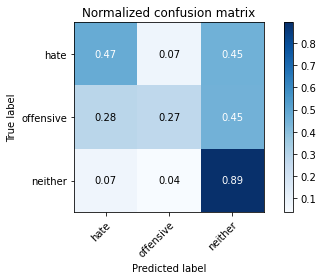 Normalized confusion matrix
hate 0.47 0.07 0.45
offensive 0.28 0.27 0.45
neither 0.07 0.04 0.89
hate offensive neither
True label
Predicted label
0.8
0.7
0.6
0.5
0.4
0.3
0.2
0.1